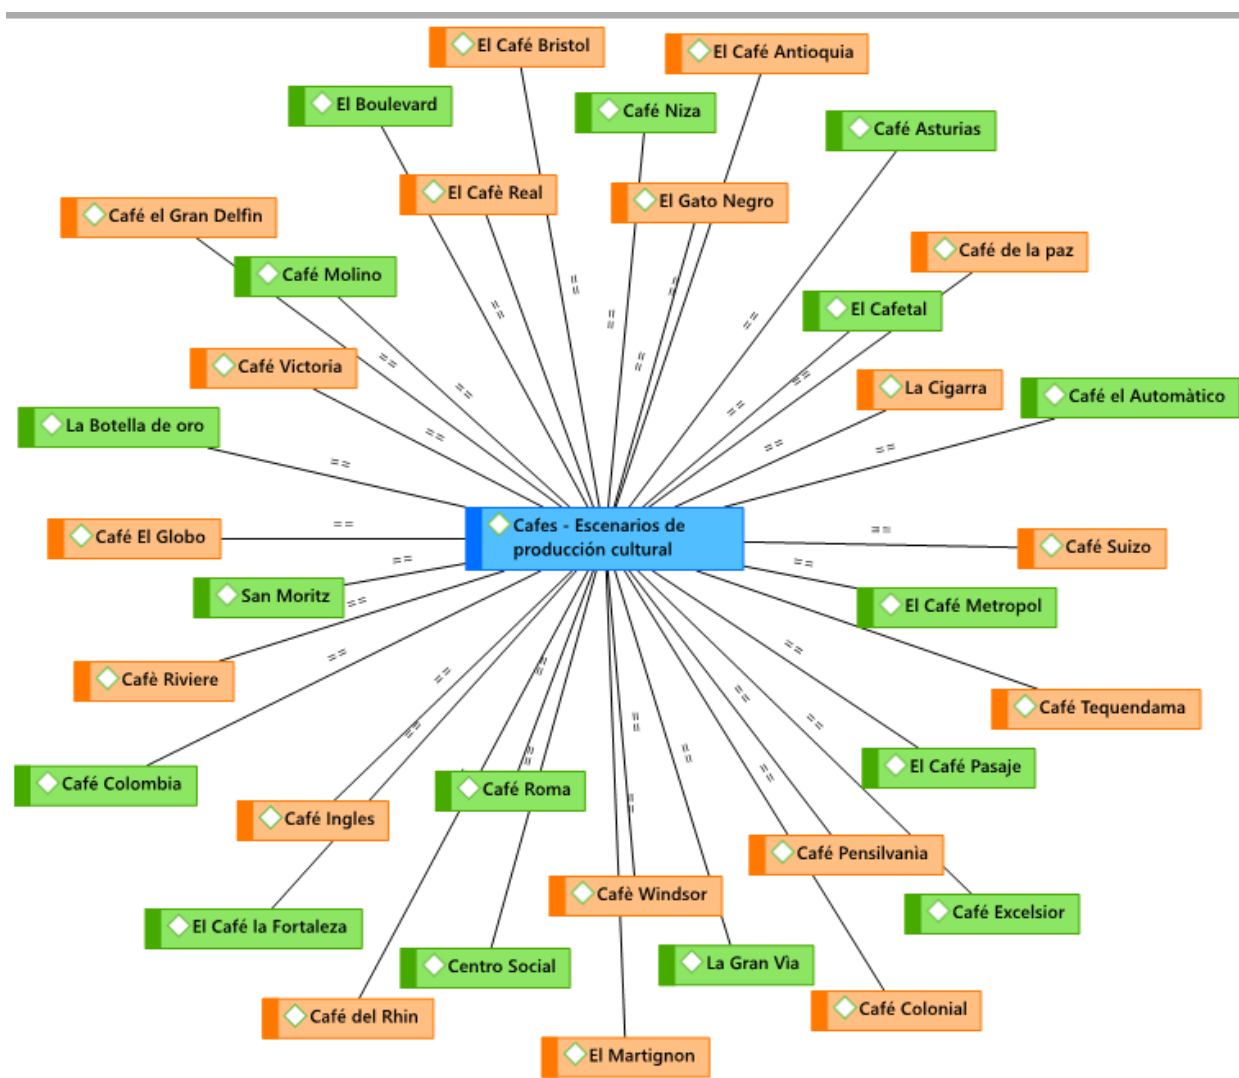 El Café Bristol
El Café Antioquia
El Boulevard
Café Niza
Café Asturias
El Cafè Real
El Gato Negro
Café el Gran Delfìn
Café de la paz
Café Molino
El Cafetal
Café Victoria
La Cigarra
Café el Automàtico
La Botella de oro
Cafes - Escenarios de
producción cultural
Café El Globo
Café Suizo
San Moritz
El Café Metropol
Cafè Riviere
Café Tequendama
El Café Pasaje
Café Colombia
Café Roma
Café Ingles
Café Pensilvanìa
Cafè Windsor
Café Excelsior
El Café la Fortaleza
Centro Social
La Gran Vìa
Café del Rhin
Café Colonial
El Martignon